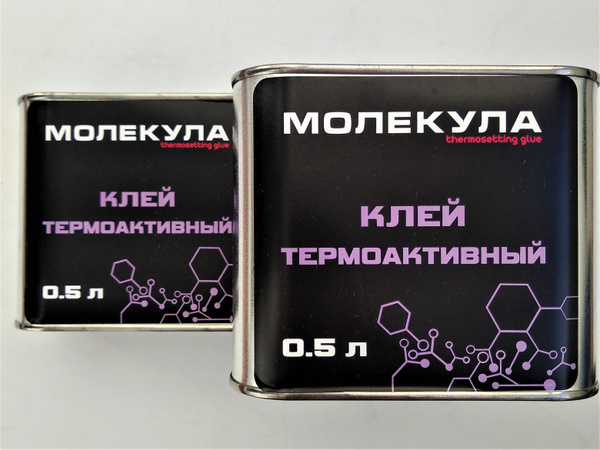 МОЛЕКУЛА
thermosetting glue
КЛЕЙ
ТЕРМОАКТИВНЫЙ
0.5 л
МОЛЕКУЛА
thermosetting glue
КЛЕЙ
ТЕРМОАКТИВНЫЙ
0.5 л